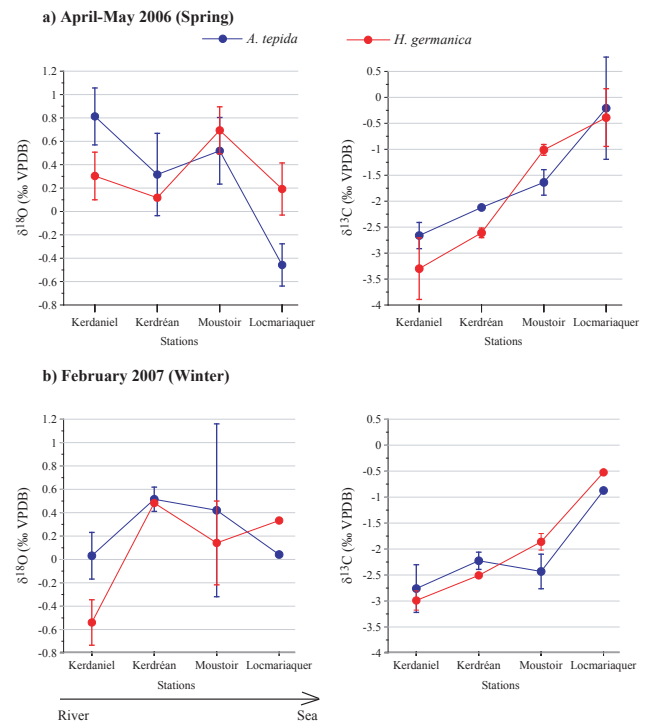 a) April-May 2006 (Spring)
A. tepida
H. germanica
δ18O (‰ VPDB)
1.2
1
0.8
0.6
0.4
0.2
0
-0.2
-0.4
-0.6
-0.8
Kerdaniel Kerdréan Moustoir Locmariaquer
Stations
δ13C (‰ VPDB)
0.5
0
-0.5
-1
-1.5
-2
-2.5
-3
-3.5
-4
Kerdaniel Kerdréan Moustoir Locmariaquer
Stations
b) February 2007 (Winter)
δ18O (‰ VPDB)
1.2
1
0.8
0.6
0.4
0.2
0
-0.2
-0.4
-0.6
-0.8
Kerdaniel Kerdréan Moustoir Locmariaquer
Stations
δ13C (‰ VPDB)
0.5
0
-0.5
-1
-1.5
-2
-2.5
-3
-3.5
-4
Kerdaniel Kerdréan Moustoir Locmariaquer
Stations
River Sea